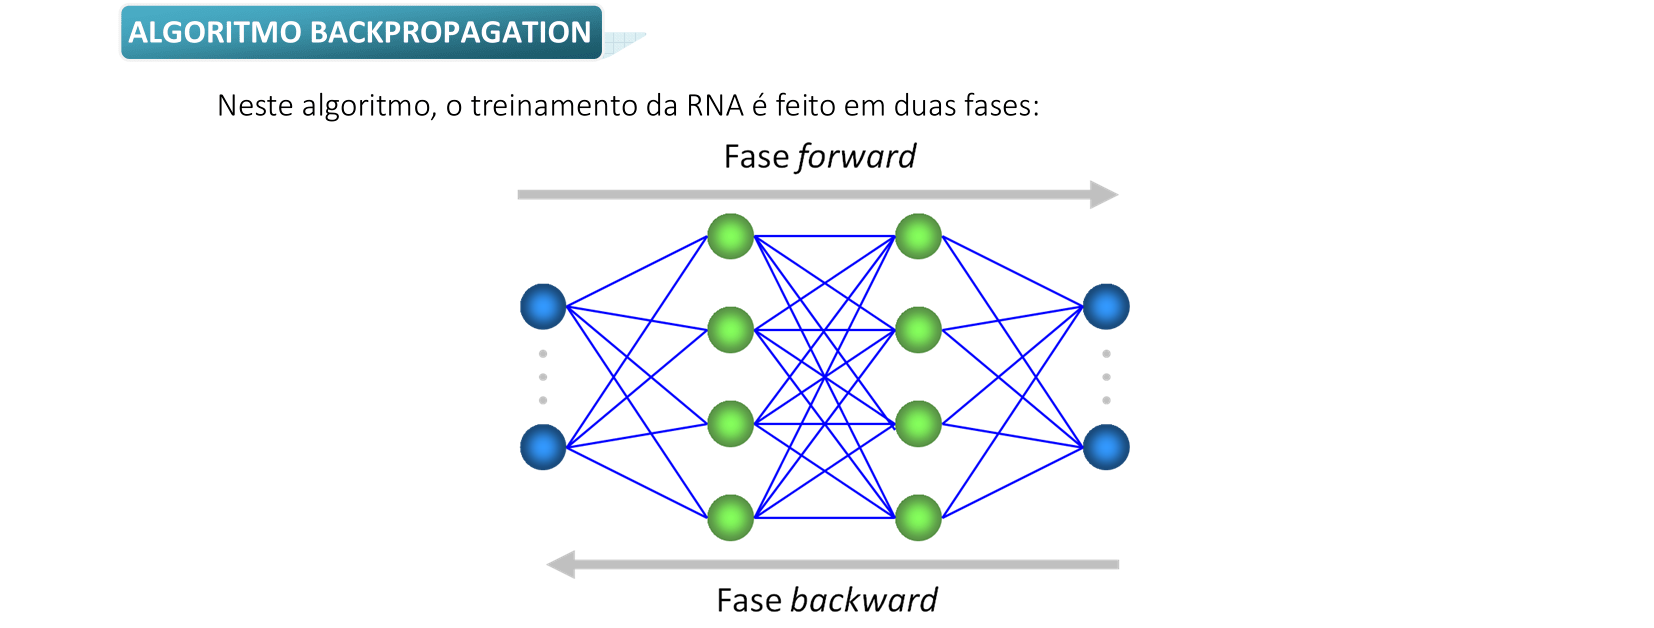 ALGORITMO BACKPROPAGATION
Neste algoritmo, o treinamento da RNA é feito em duas fases:
Fase forward
Fase backward